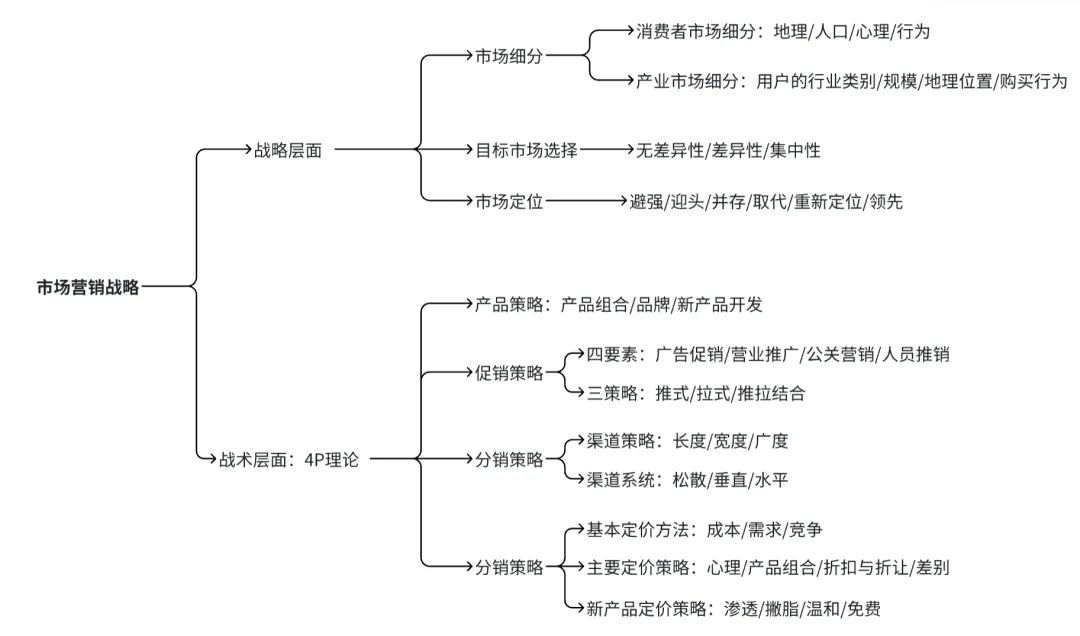 消费者市场细分：地理/人口/心理/行为
市场细分
产业市场细分：用户的行业类别/规模/地理位置/购买行为
战略层面
目标市场选择
无差异性/差异性/集中性
市场定位
避强/迎头/并存/取代/重新定位/领先
市场营销战略
产品策略：产品组合/品牌/新产品开发
四要素：广告促销/营业推广/公关营销/人员推销
促销策略
三策略：推式/拉式/推拉结合
渠道策略：长度/宽度/广度
战术层面：4P理论
分销策略
渠道系统：松散/垂直/水平
基本定价方法：成本/需求/竞争
分销策略
主要定价策略：心理/产品组合/折扣与折让/差别
新产品定价策略：渗透/撇脂/温和/免费